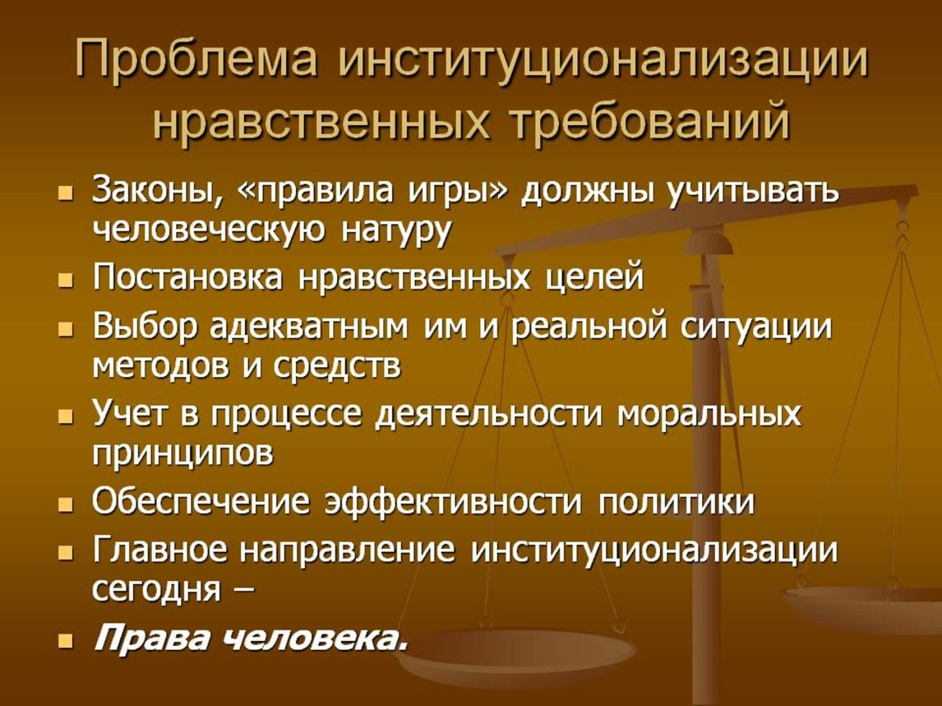 Проблема институционализации
нравственных требований
Законы, «правила игры» должны учитывать
человеческую натуру
Постановка нравственных целей
Выбор адекватным им и реальной ситуации
методов и средств
Учет в процессе деятельности моральных
принципов
Обеспечение эффективности политики
Главное направление институционализации
сегодня –
Права человека.